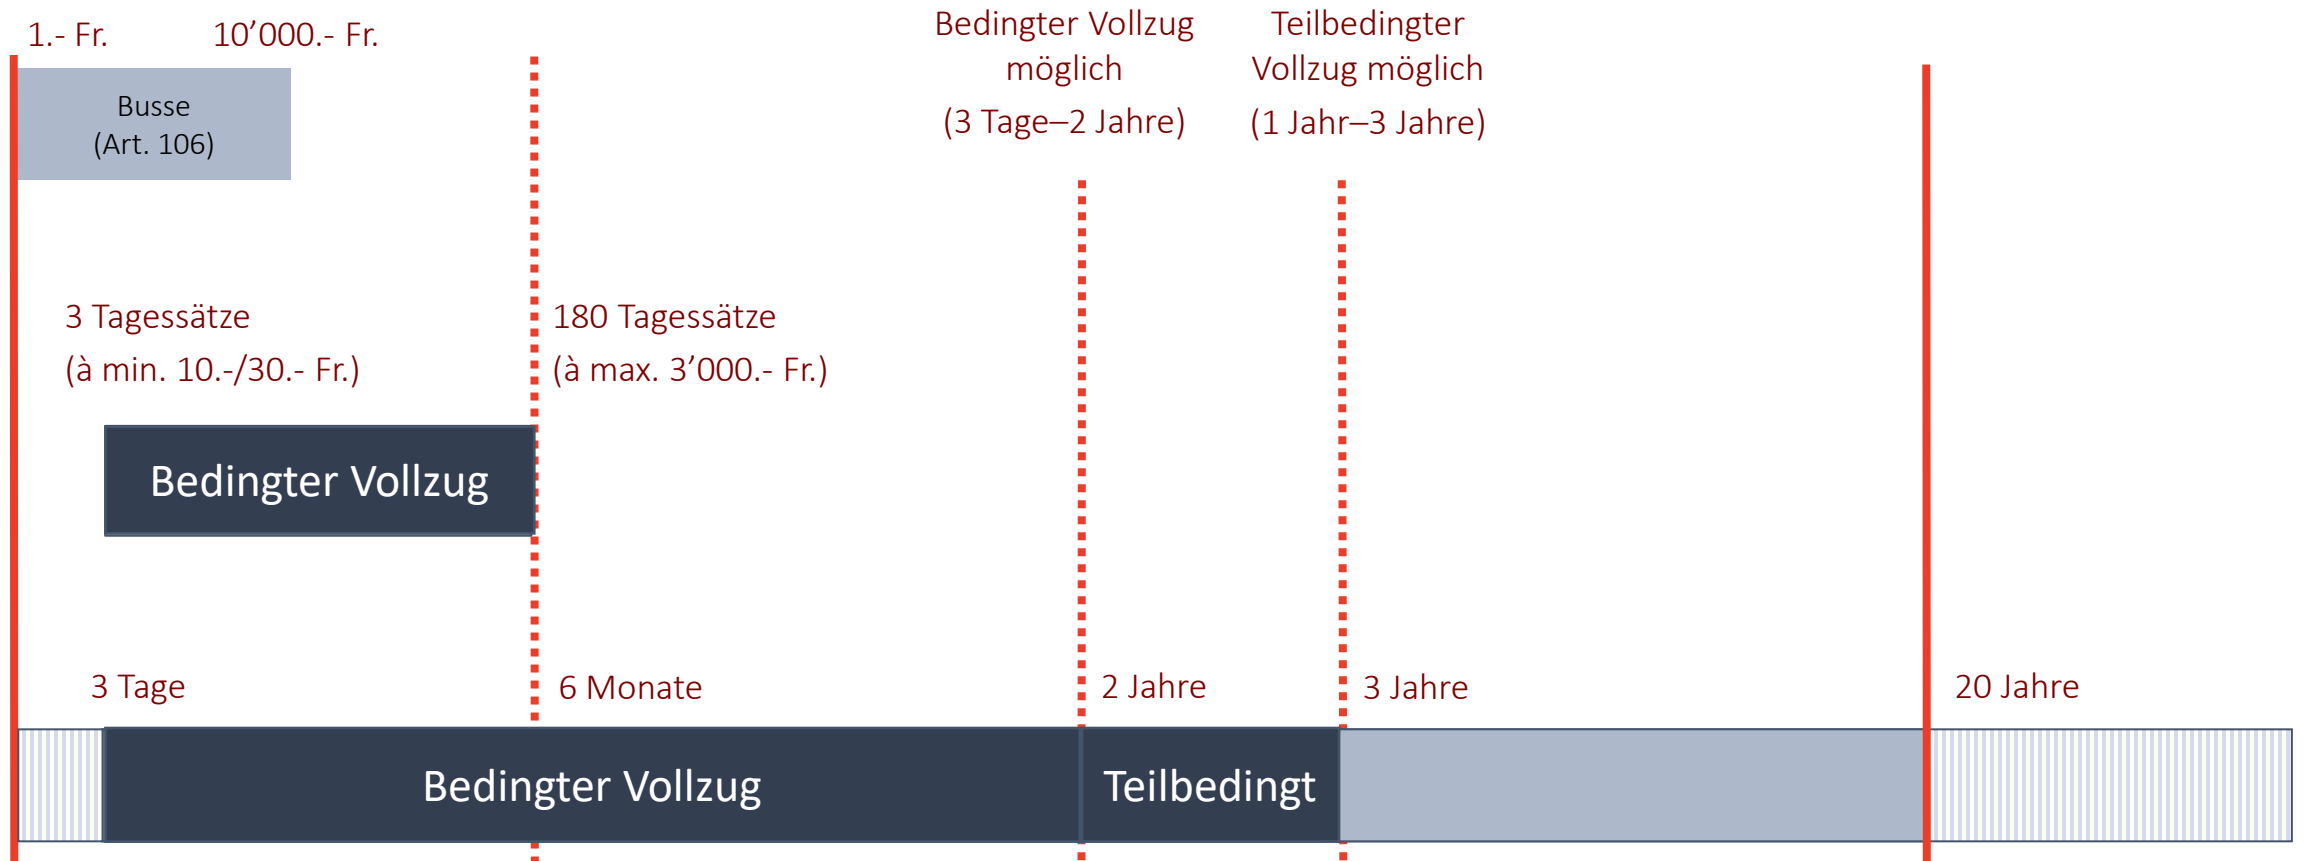 1.- Fr.
10’000.- Fr.
Bedingter Vollzug
möglich
(3 Tage–2 Jahre)
Teilbedingter
Vollzug möglich
(1 Jahr–3 Jahre)
Busse
(Art. 106)
3 Tagessätze
(à min. 10.-/30.- Fr.)
180 Tagessätze
(à max. 3’000.- Fr.)
Bedingter Vollzug
3 Tage
6 Monate
2 Jahre
3 Jahre
20 Jahre
Bedingter Vollzug
Teilbedingt